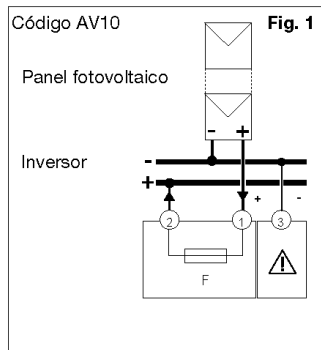 Código AV10
Fig. 1
Panel fotovoltaico
- +
Inversor
-
+
+ -
2 1 3
F